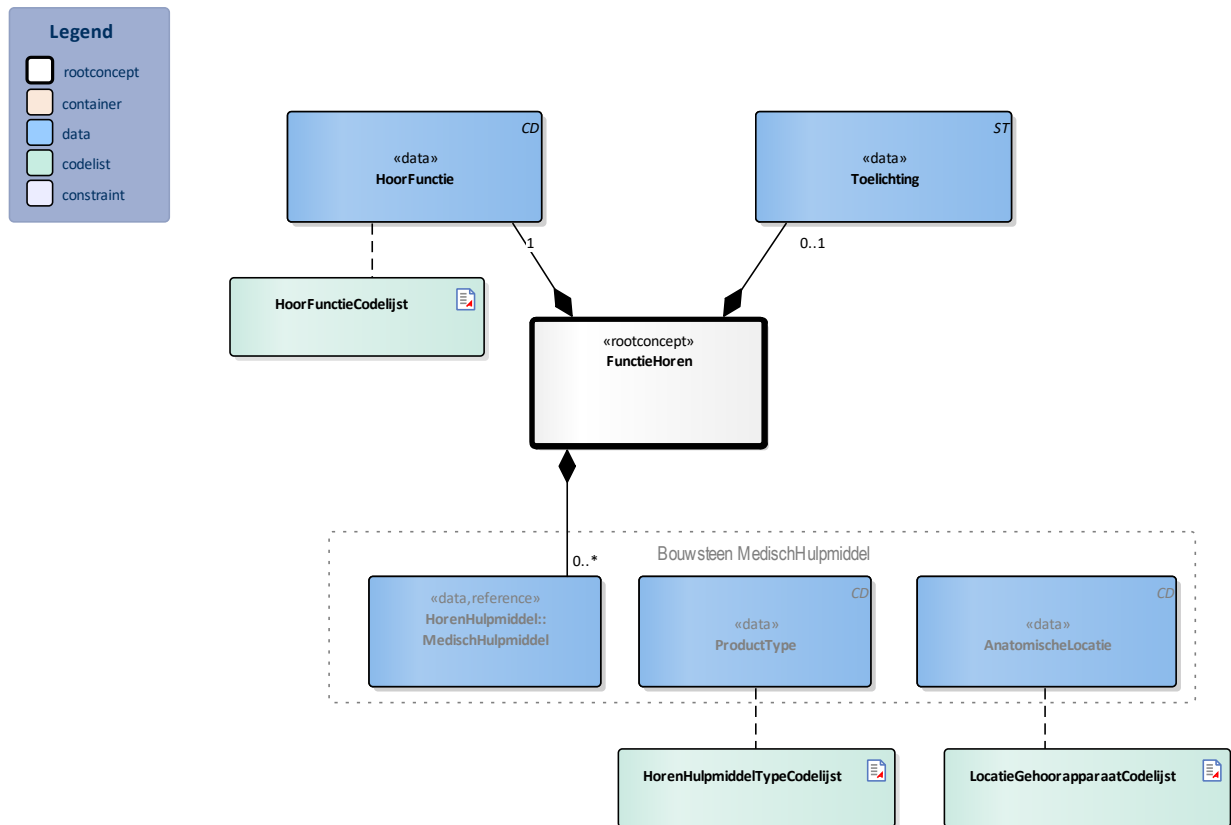 Legend
rootconcept
container
data
codelist
constraint
CD
«data»
HoorFunctie
ST
«data»
Toelichting
1
0..1
HoorFunctieCodelijst
«rootconcept»
FunctieHoren
0..*
Bouwsteen MedischHulpmiddel
«data,reference»
HorenHulpmiddel::
MedischHulpmiddel
CD
«data»
ProductType
CD
«data»
AnatomischeLocatie
HorenHulpmiddelTypeCodelijst
LocatieGehoorapparaatCodelijst